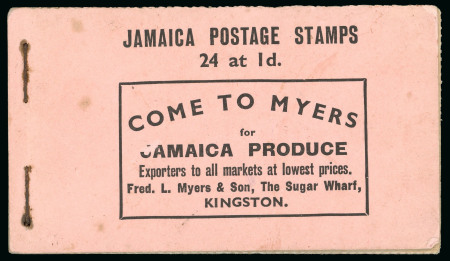 JAMAICA POSTAGE STAMPS
24 at 1d.
COME TO MYERS
for
JAMAICA PRODUCE
Exporters to all markets at lowest prices.
Fred. L. Myers & Son, The Sugar Wharf,
KINGSTON.